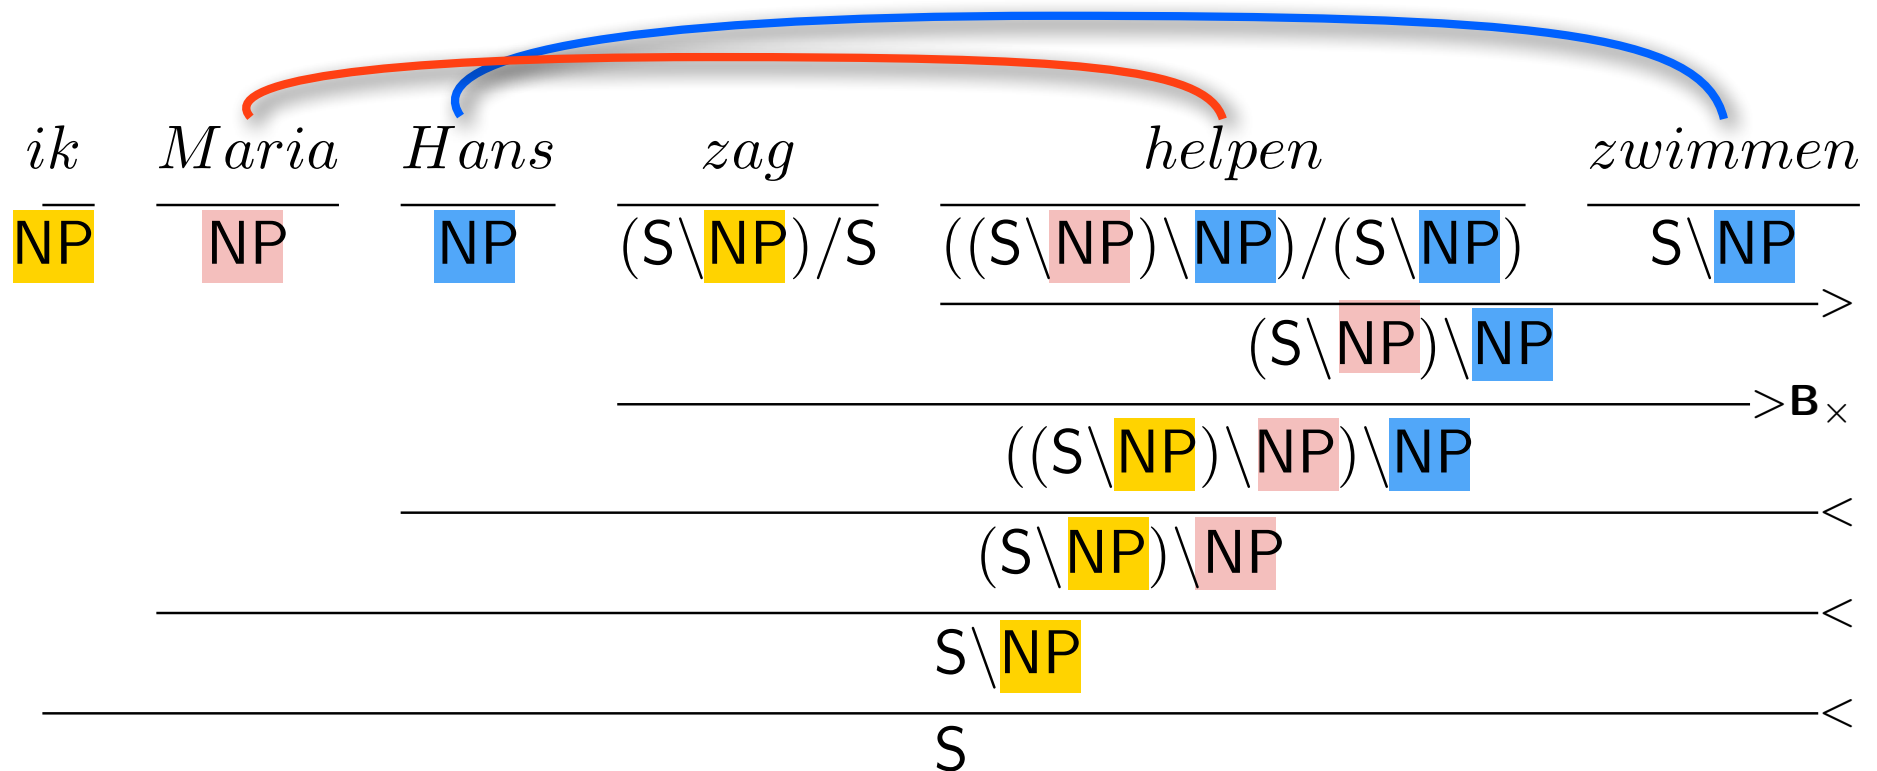 ik Maria Hans zag helpen zwimmen
NP NP NP (S\NP)/S ((S\NP)\NP)/(S\NP) S\NP
>
(S\NP)\NP
>B×
((S\NP)\NP)\NP
<
(S\NP)\NP
<
S\NP
<
S